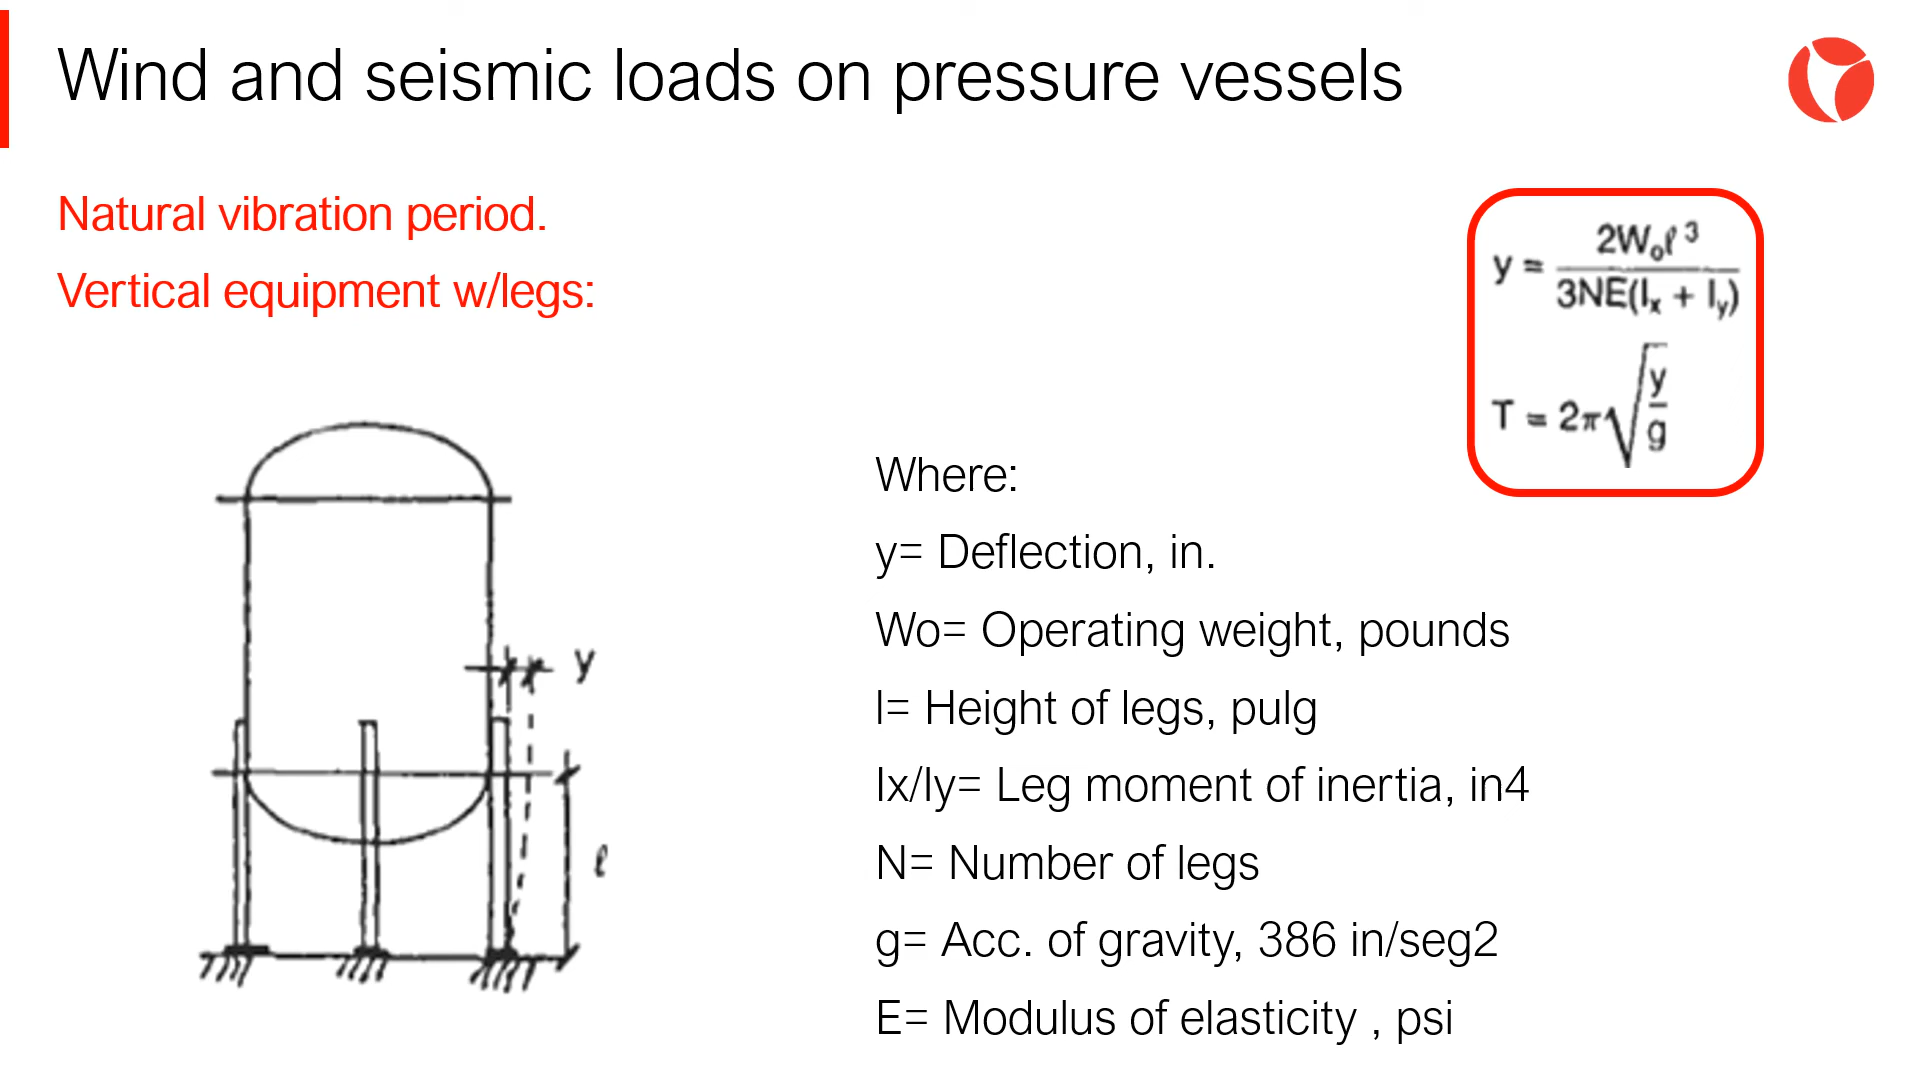 Wind and seismic loads on pressure vessels
Natural vibration period.
Vertical equipment w/legs:
y = 2Wₒℓ³ / 3NE(Iₓ + Iᵧ)
T = 2π√(y/g)
y
ℓ
Where:
y= Deflection, in.
Wo= Operating weight, pounds
l= Height of legs, pulg
Ix/Iy= Leg moment of inertia, in4
N= Number of legs
g= Acc. of gravity, 386 in/seg2
E= Modulus of elasticity , psi